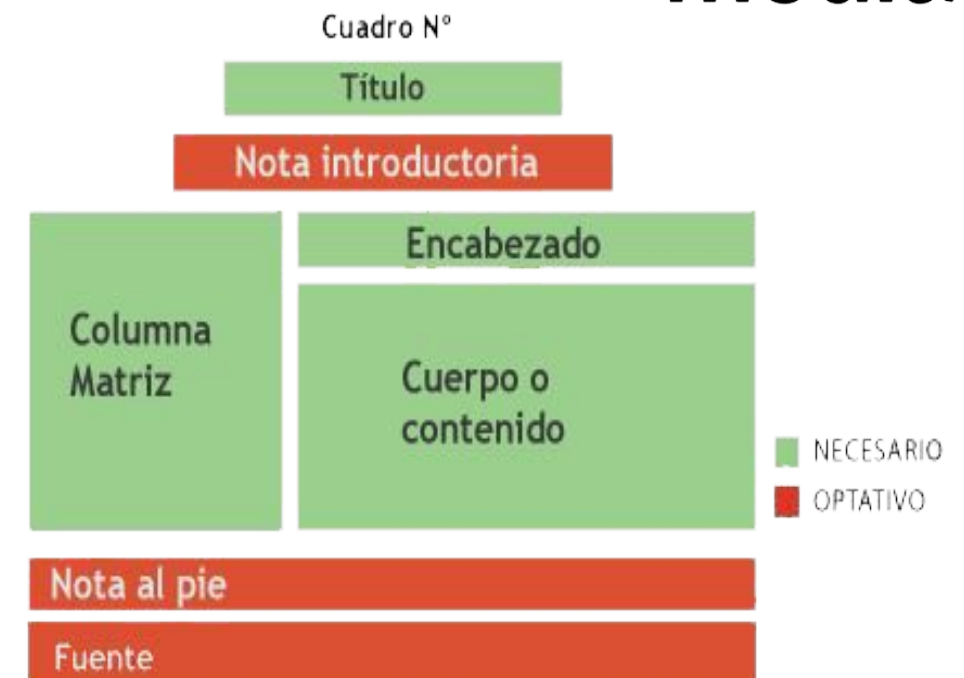 Cuadro N°
Título
Nota introductoria
Encabezado
Columna
Matriz
Cuerpo o
contenido
NECESARIO
OPTATIVO
Nota al pie
Fuente